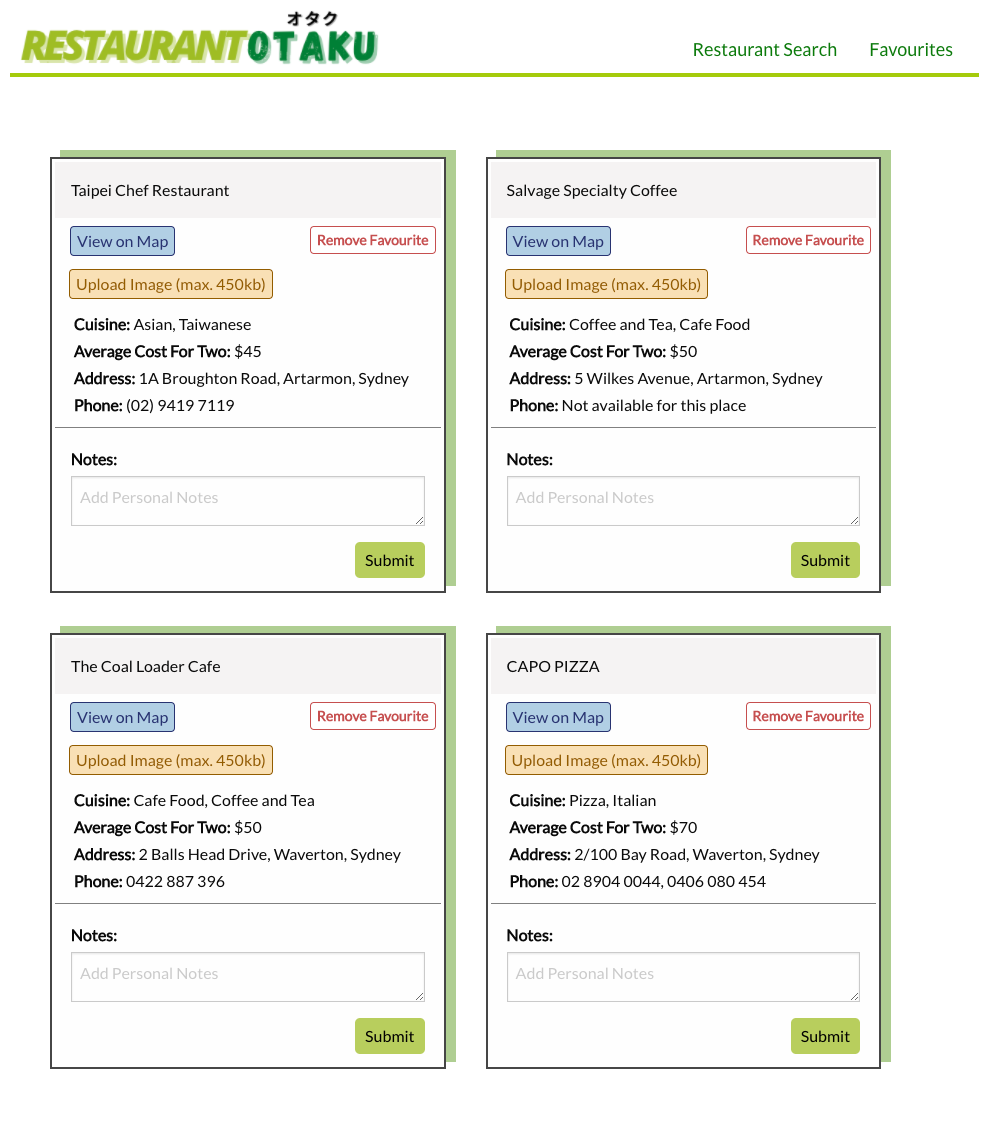 オタク
RESTAURANTOTAKU
Restaurant Search Favourites
Taipei Chef Restaurant
View on Map Remove Favourite
Upload Image (max. 450kb)
Cuisine: Asian, Taiwanese
Average Cost For Two: $45
Address: 1A Broughton Road, Artarmon, Sydney
Phone: (02) 9419 7119
Notes:
Add Personal Notes
Submit
Salvage Specialty Coffee
View on Map Remove Favourite
Upload Image (max. 450kb)
Cuisine: Coffee and Tea, Cafe Food
Average Cost For Two: $50
Address: 5 Wilkes Avenue, Artarmon, Sydney
Phone: Not available for this place
Notes:
Add Personal Notes
Submit
The Coal Loader Cafe
View on Map Remove Favourite
Upload Image (max. 450kb)
Cuisine: Cafe Food, Coffee and Tea
Average Cost For Two: $50
Address: 2 Balls Head Drive, Waverton, Sydney
Phone: 0422 887 396
Notes:
Add Personal Notes
Submit
CAPO PIZZA
View on Map Remove Favourite
Upload Image (max. 450kb)
Cuisine: Pizza, Italian
Average Cost For Two: $70
Address: 2/100 Bay Road, Waverton, Sydney
Phone: 02 8904 0044, 0406 080 454
Notes:
Add Personal Notes
Submit